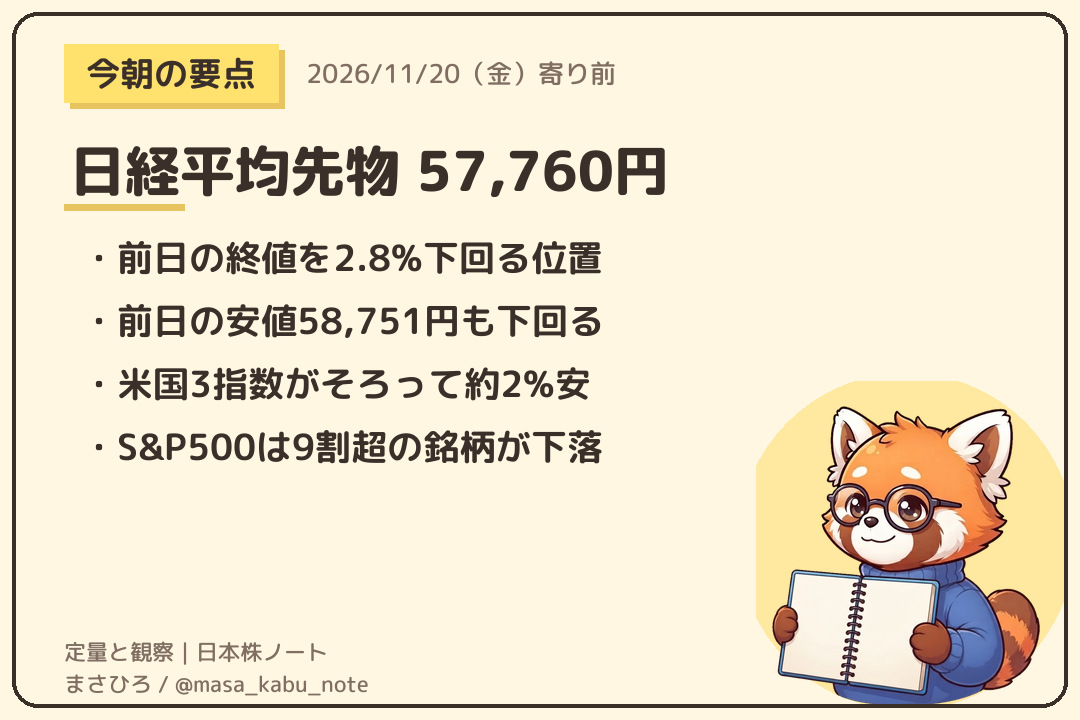 今朝の要点
2026/11/20（金）寄り前
日経平均先物 57,760円
・前日の終値を2.8%下回る位置
・前日の安値58,751円も下回る
・米国3指数がそろって約2%安
・S&P500は9割超の銘柄が下落
定量と観察 | 日本株ノート
まさひろ / @masa_kabu_note